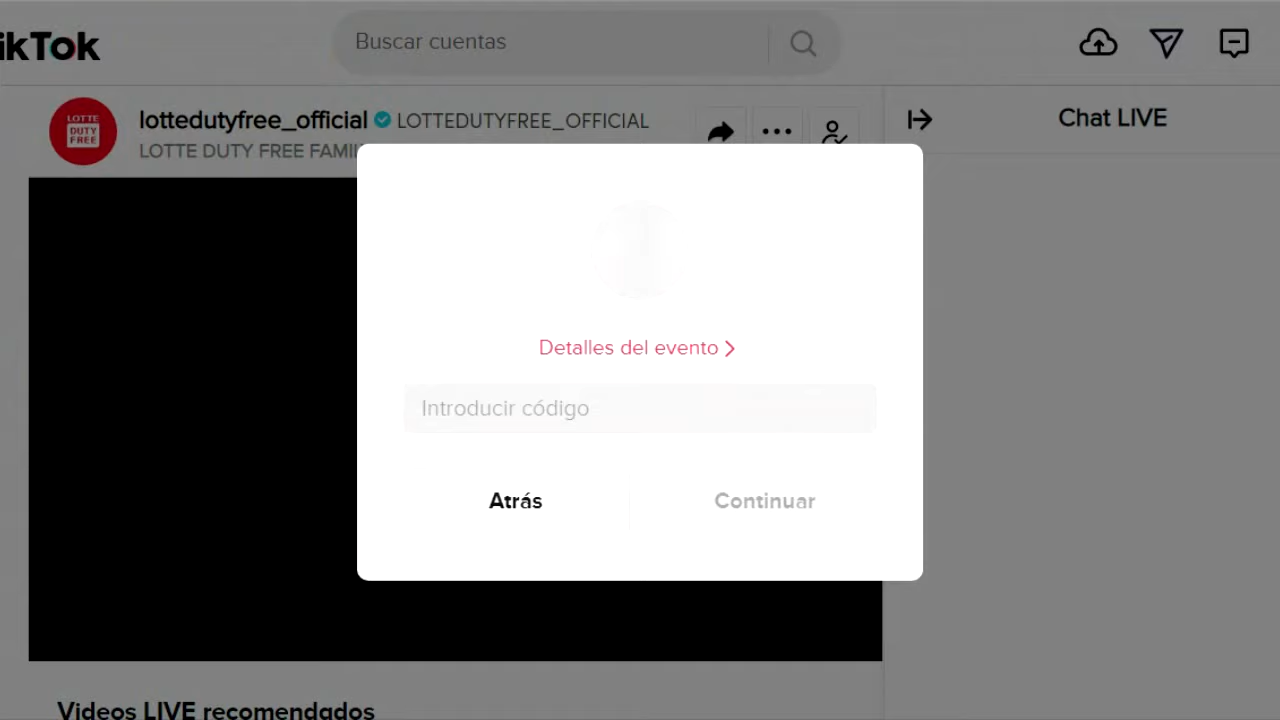 ikTok
Buscar cuentas
LOTTE
DUTY
FREE
lottedutyfree_official LOTTEDUTYFREE_OFFICIAL
LOTTE DUTY FREE FAMI
Chat LIVE
Detalles del evento
Introducir código
Atrás
Continuar
Videos LIVE recomendados